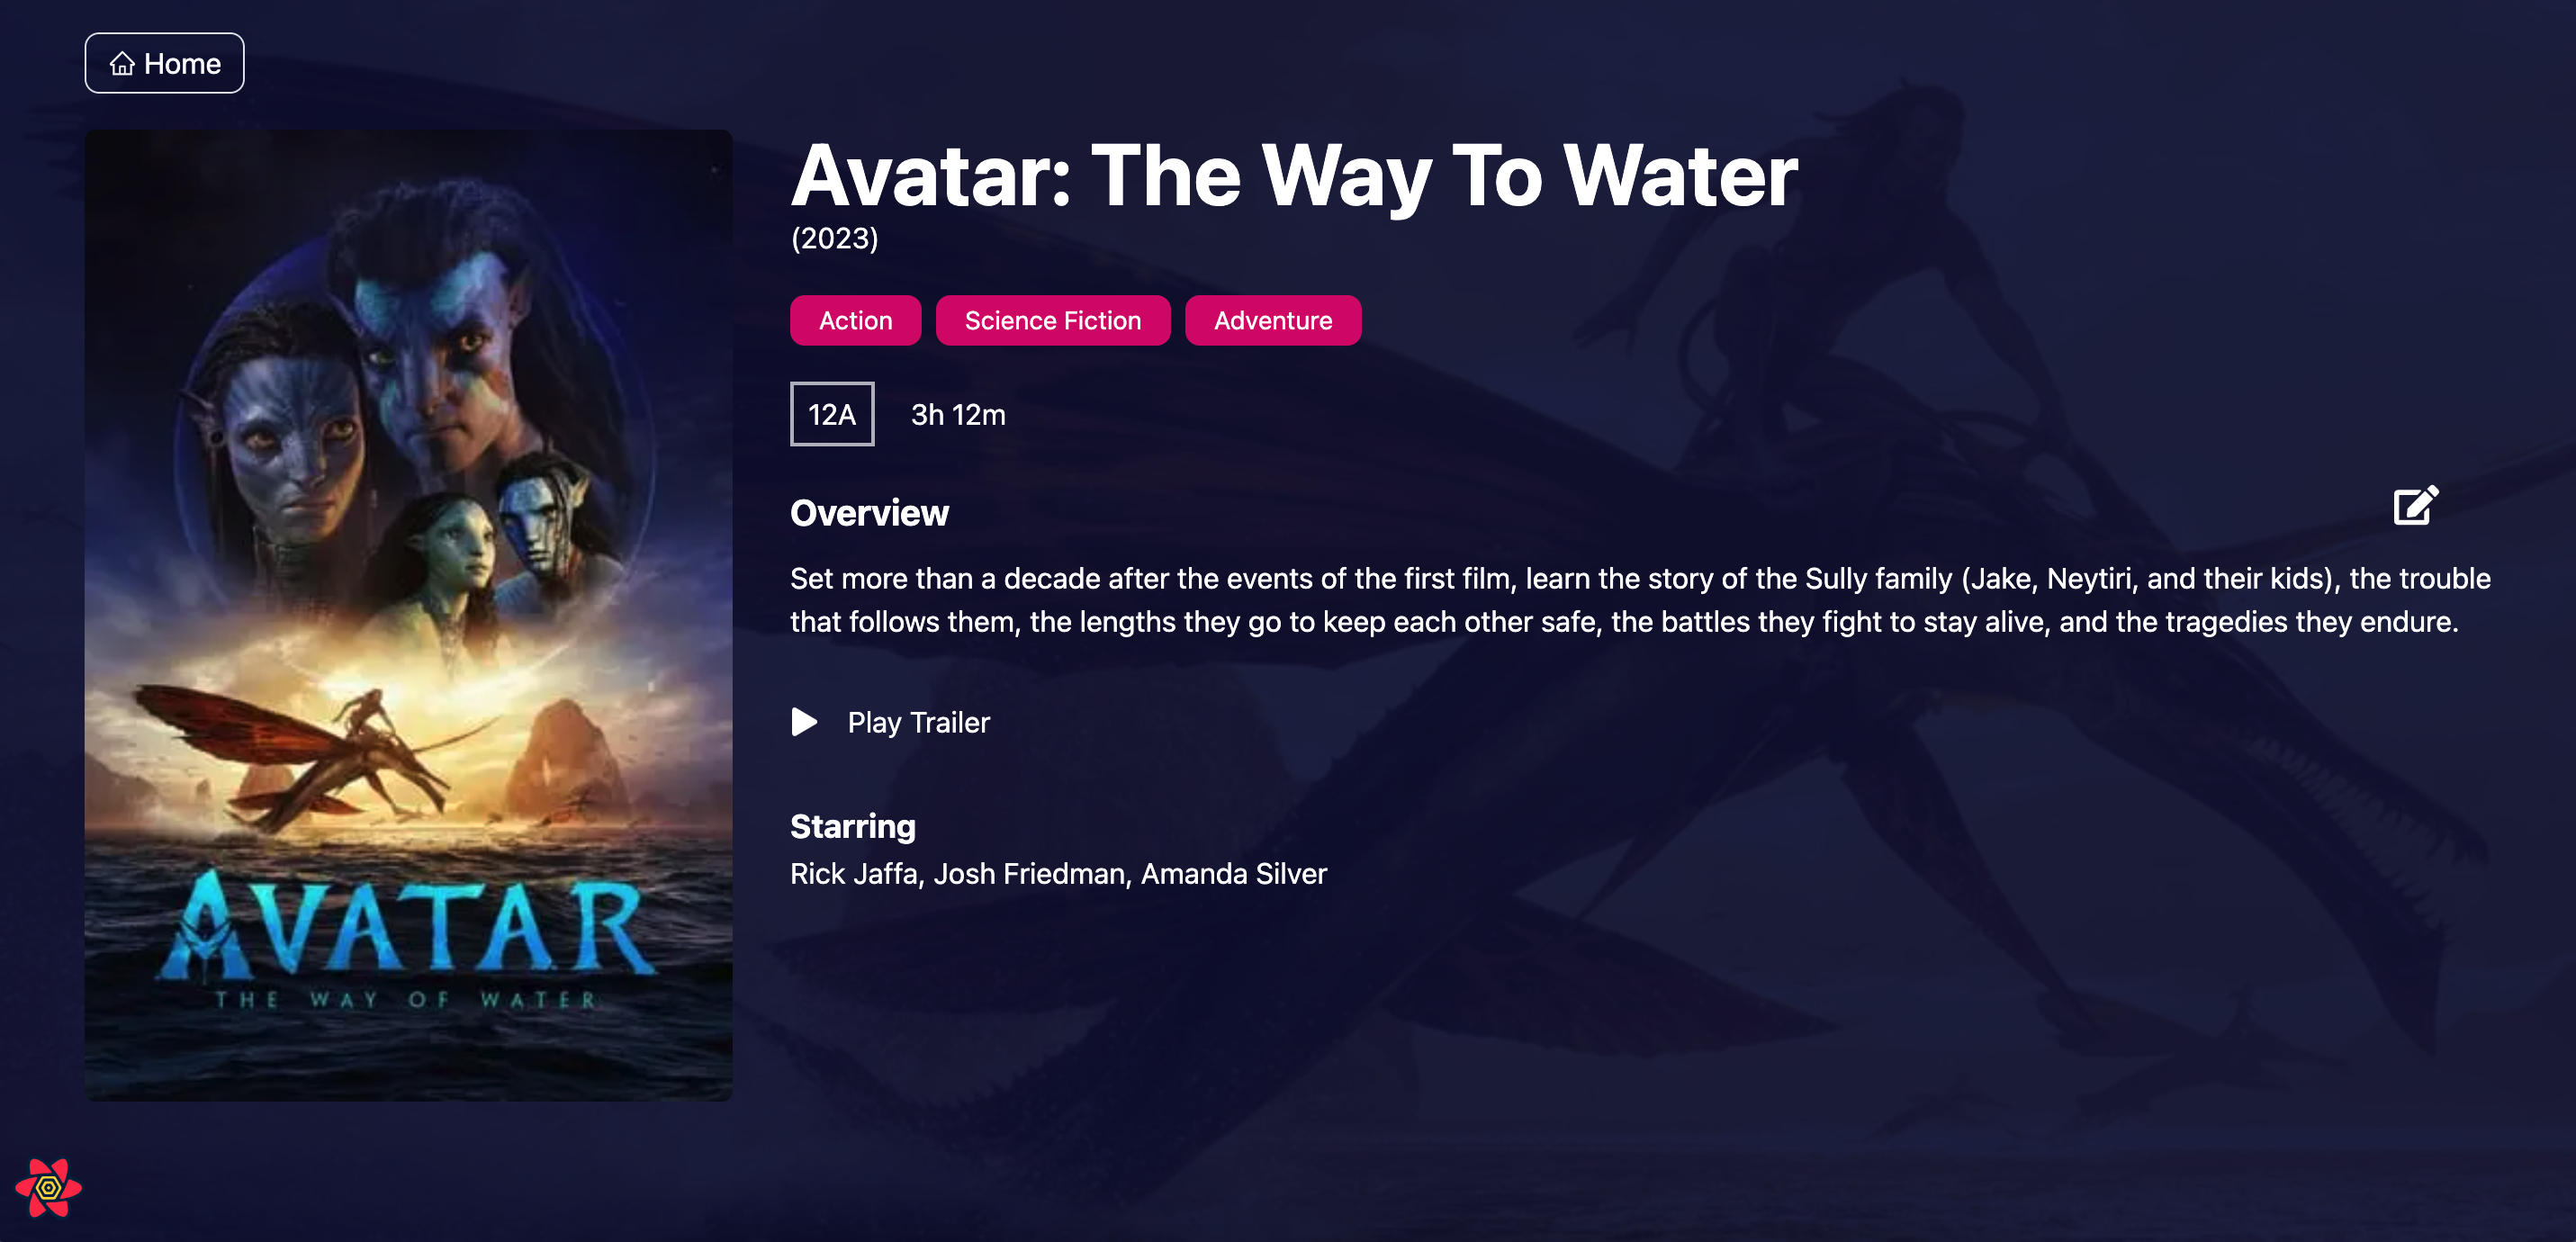 Home
Avatar: The Way To Water
(2023)
Action Science Fiction Adventure
12A 3h 12m
Overview
Set more than a decade after the events of the first film, learn the story of the Sully family (Jake, Neytiri, and their kids), the trouble
that follows them, the lengths they go to keep each other safe, the battles they fight to stay alive, and the tragedies they endure.
Play Trailer
Starring
Rick Jaffa, Josh Friedman, Amanda Silver
AVATAR
THE WAY OF WATER